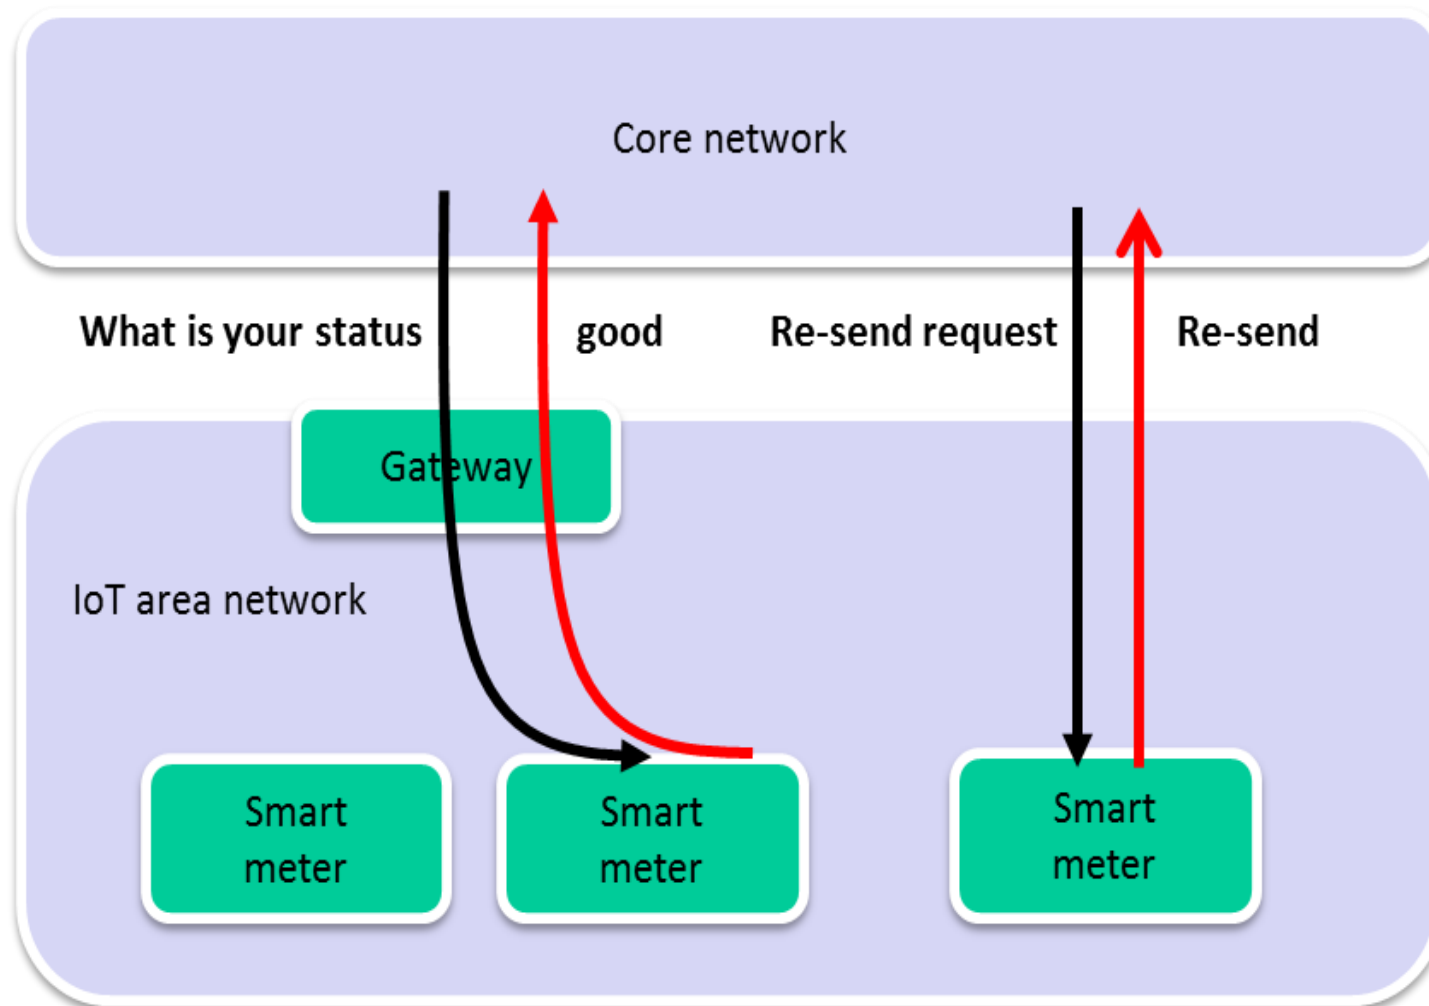 Core network
What is your status
good
Re-send request
Re-send
Gateway
IoT area network
Smart
meter
Smart
meter
Smart
meter